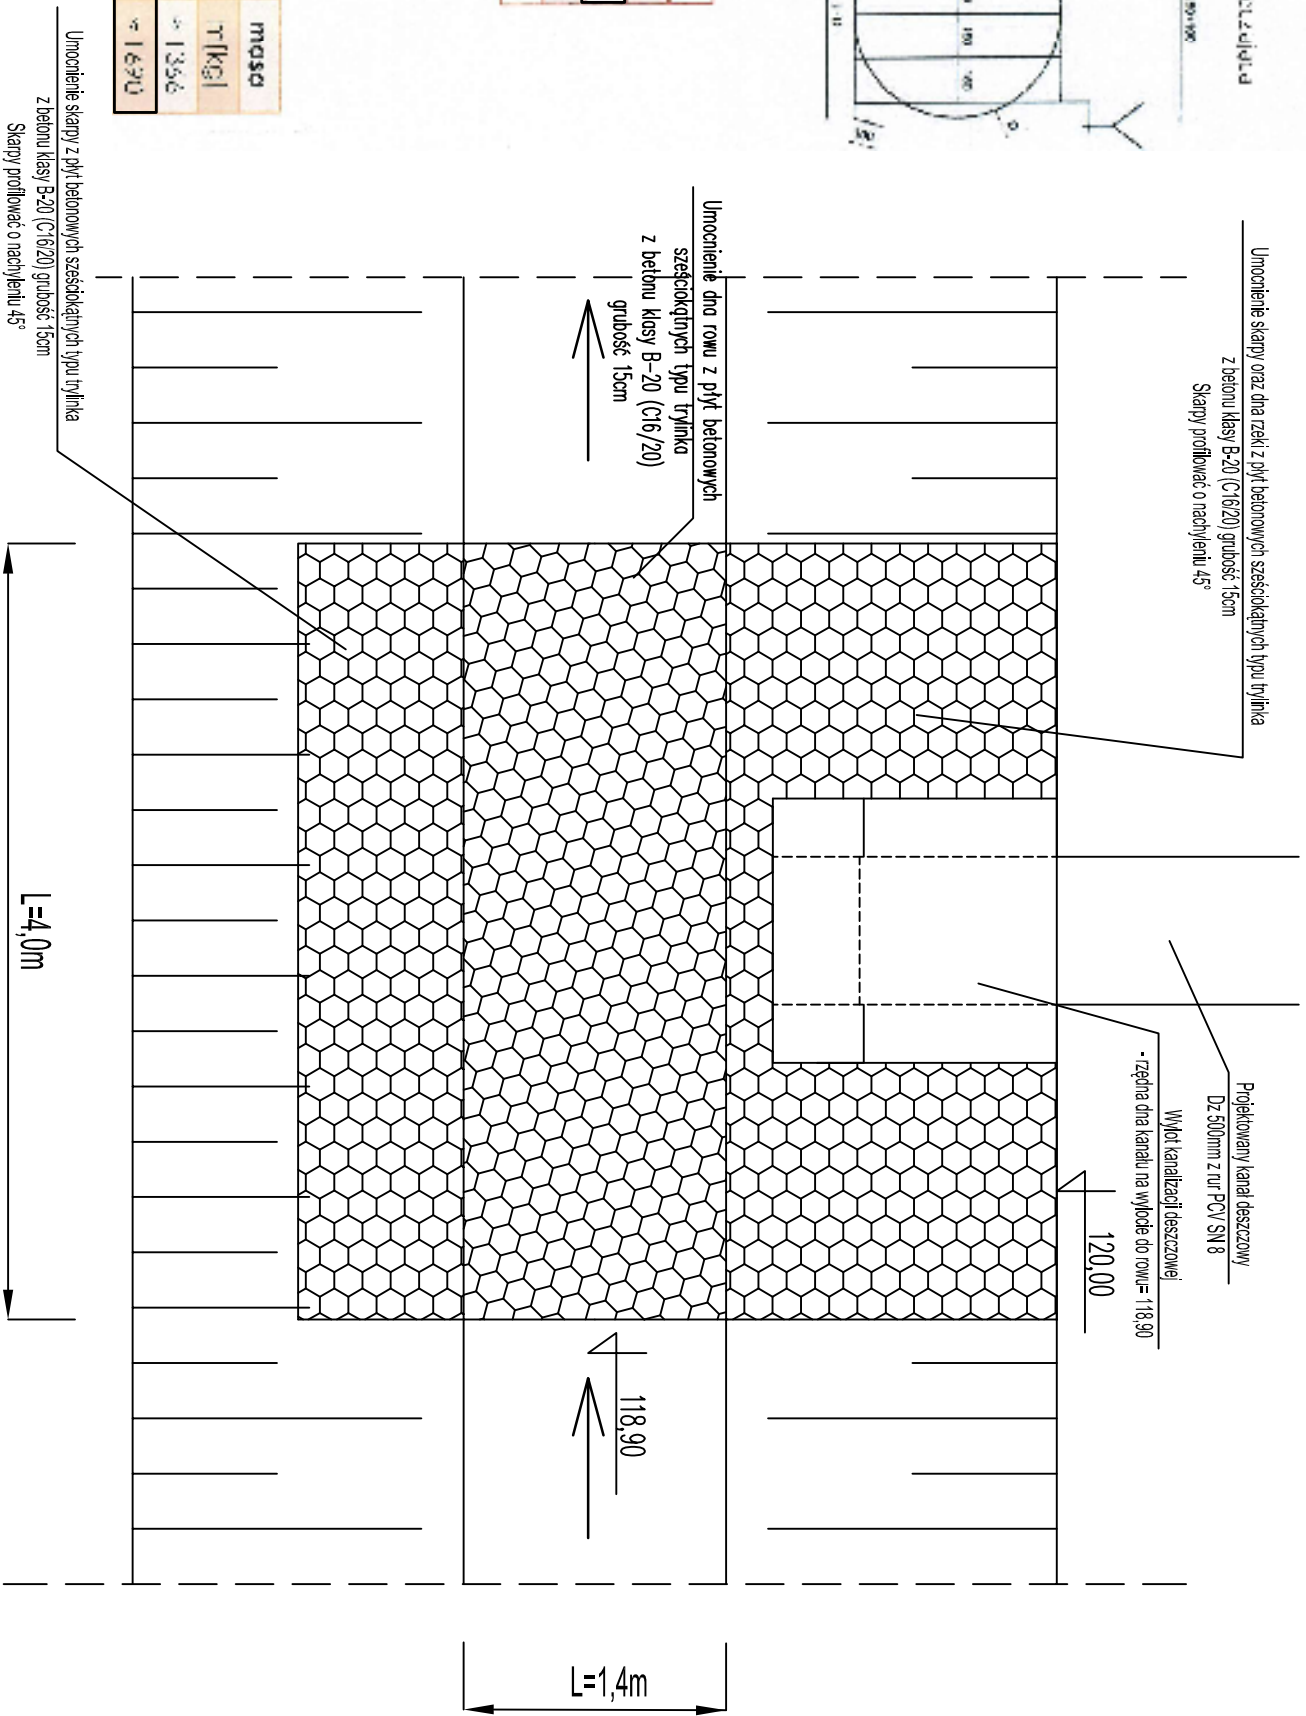 Umocnienie skarpy oraz dna rzeki z płyt betonowych sześciokątnych typu trylinka
z betonu klasy B-20 (C16/20) grubość 15cm
Skarpy profilować o nachyleniu 45°
Projektowany kanał deszczowy
Dz 500mm z rur PCV SN 8
Wylot kanalizacji deszczowej
- rzędna dna kanału na wylocie do rowu= 118,90
120,00
Umocnienie dna rowu z płyt betonowych
sześciokątnych typu trylinka
z betonu klasy B-20 (C16/20)
grubość 15cm
118,90
L=1,4m
masa
Umocnienie skarpy z płyt betonowych sześciokątnych typu trylinka
z betonu klasy B-20 (C16/20) grubość 15cm
Skarpy profilować o nachyleniu 45°
L=4,0m